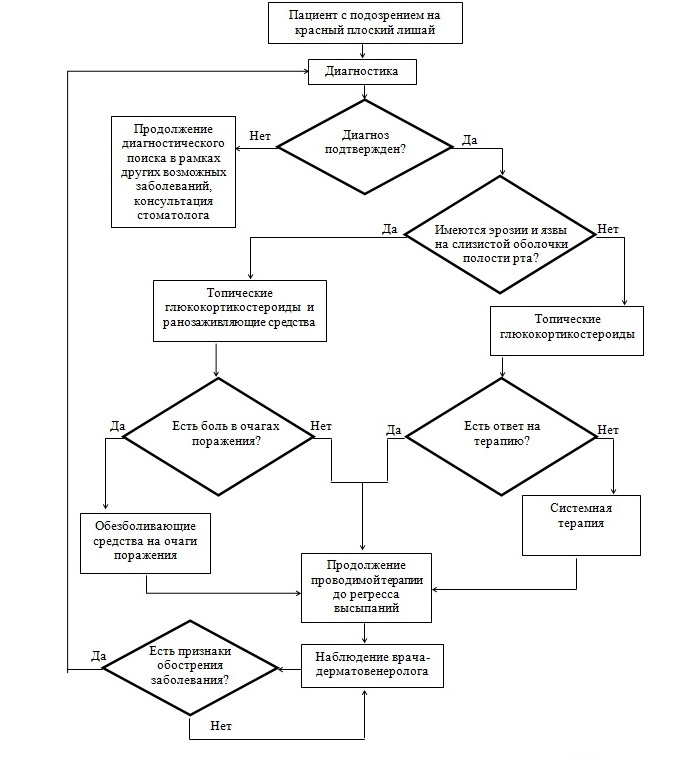 Пациент с подозрением на
красный плоский лишай
Диагностика
Диагноз
подтвержден?
Нет
Да
Продолжение
диагностического
поиска в рамках
других возможных
заболеваний,
консультация
стоматолога
Имеются эрозии и язвы
на слизистой оболочки
полости рта?
Да
Нет
Топические
глюкокортикостероиды и
ранозаживляющие средства
Топические
глюкокортикостероиды
Есть боль в очагах
поражения?
Да
Нет
Есть ответ на
терапию?
Да
Нет
Обезболивающие
средства на очаги
поражения
Системная
терапия
Продолжение
проводимой терапии
до регресса
высыпаний
Есть признаки
обострения
заболевания?
Да
Нет
Наблюдение врача-
дерматовенеролога